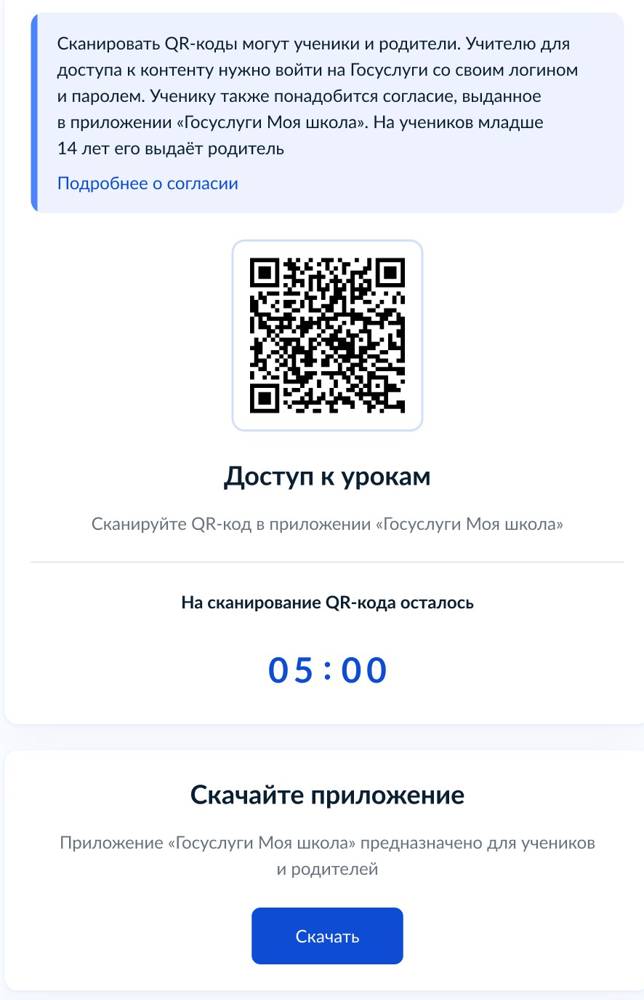 Сканировать QR-коды могут ученики и родители. Учителю для
доступа к контенту нужно войти на Госуслуги со своим логином
и паролем. Ученику также понадобится согласие, выданное
в приложении «Госуслуги Моя школа». На учеников младше
14 лет его выдаёт родитель
Подробнее о согласии
Доступ к урокам
Сканируйте QR-код в приложении «Госуслуги Моя школа»
На сканирование QR-кода осталось
05:00
Скачайте приложение
Приложение «Госуслуги Моя школа» предназначено для учеников
и родителей
Скачать